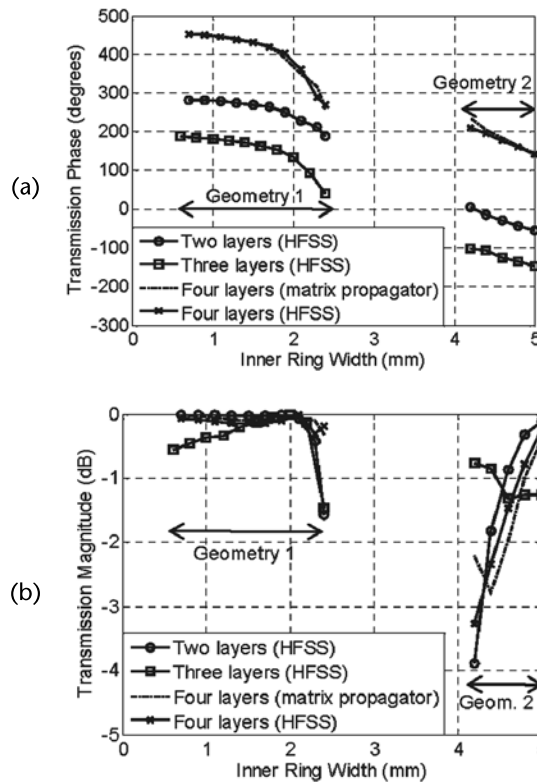 (a)
Transmission Phase (degrees)
500
400
300
200
100
0
-100
-200
-300
Geometry 1
Geometry 2
Two layers (HFSS)
Three layers (HFSS)
Four layers (matrix propagator)
Four layers (HFSS)
0
1
2
3
4
5
Inner Ring Width (mm)
(b)
Transmission Magnitude (dB)
0
-1
-2
-3
-4
-5
Geometry 1
Two layers (HFSS)
Three layers (HFSS)
Four layers (matrix propagator)
Four layers (HFSS)
Geom. 2
0
1
2
3
4
Inner Ring Width (mm)